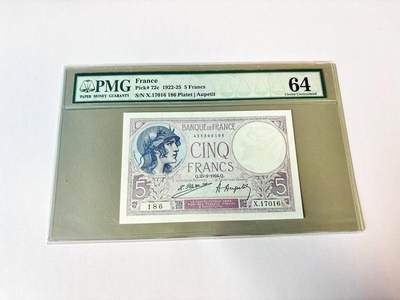 PMG
PAPER MONEY GUARANTY
France
Pick# 72c 1922-25 5 Francs
S/N X.17016 186 Platet | Aupetit
64
Choice Uncirculated
BANQUE DE FRANCE
CINQ
FRANCS
5
5
186
X.17016